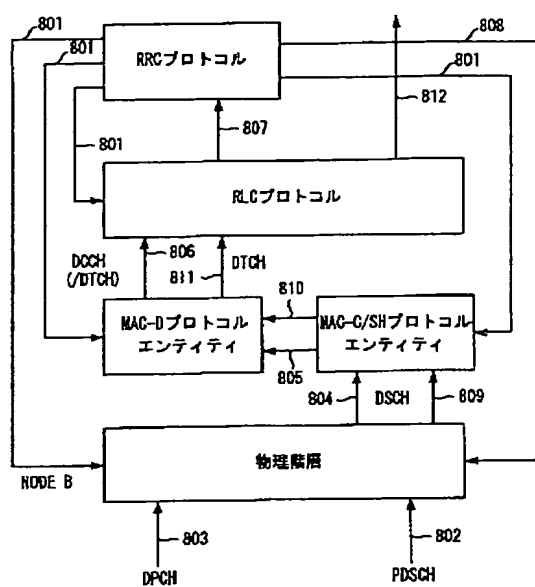 801
801
808
RRCプロトコル
801
812
801
807
RLCプロトコル
DCCH
(/DTCH)
806
811
DTCH
810
MAC-Dプロトコル
エンティティ
MAC-C/SHプロトコル
エンティティ
805
804
DSCH
809
物理階層
NODE B
803
802
DPCH
PDSCH